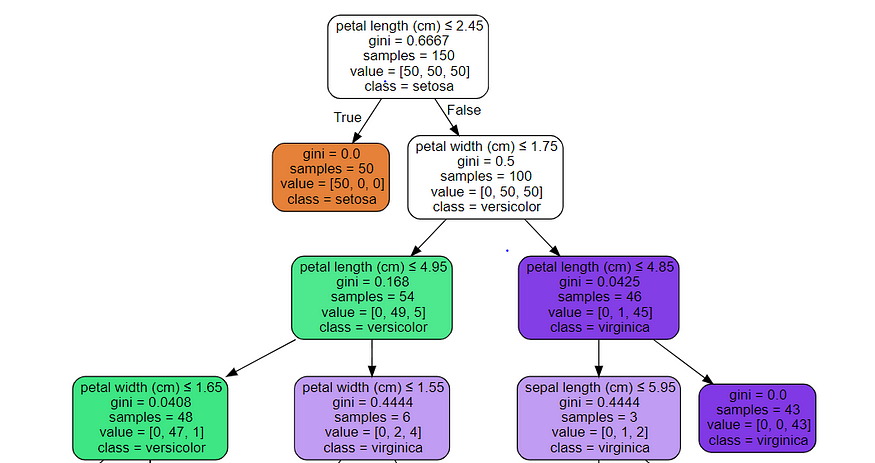 petal length (cm) ≤ 2.45
gini = 0.6667
samples = 150
value = [50, 50, 50]
class = setosa
True
False
gini = 0.0
samples = 50
value = [50, 0, 0]
class = setosa
petal width (cm) ≤ 1.75
gini = 0.5
samples = 100
value = [0, 50, 50]
class = versicolor
petal length (cm) ≤ 4.95
gini = 0.168
samples = 54
value = [0, 49, 5]
class = versicolor
petal length (cm) ≤ 4.85
gini = 0.0425
samples = 46
value = [0, 1, 45]
class = virginica
petal width (cm) ≤ 1.65
gini = 0.0408
samples = 48
value = [0, 47, 1]
class = versicolor
petal width (cm) ≤ 1.55
gini = 0.4444
samples = 6
value = [0, 2, 4]
class = virginica
sepal length (cm) ≤ 5.95
gini = 0.4444
samples = 3
value = [0, 1, 2]
class = virginica
gini = 0.0
samples = 43
value = [0, 0, 43]
class = virginica